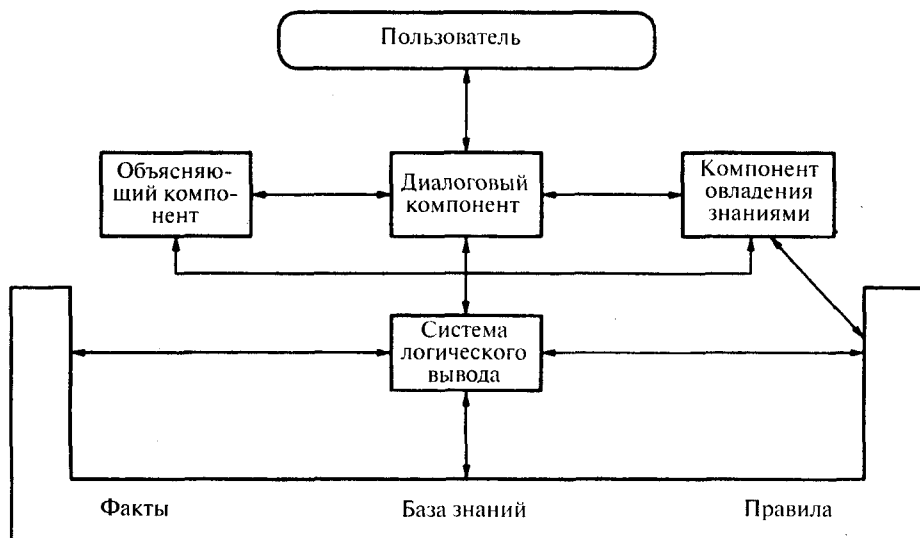 Пользователь
Объясняю-
щий компо-
нент
Диалоговый
компонент
Компонент
овладения
знаниями
Система
логического
вывода
Факты
База знаний
Правила